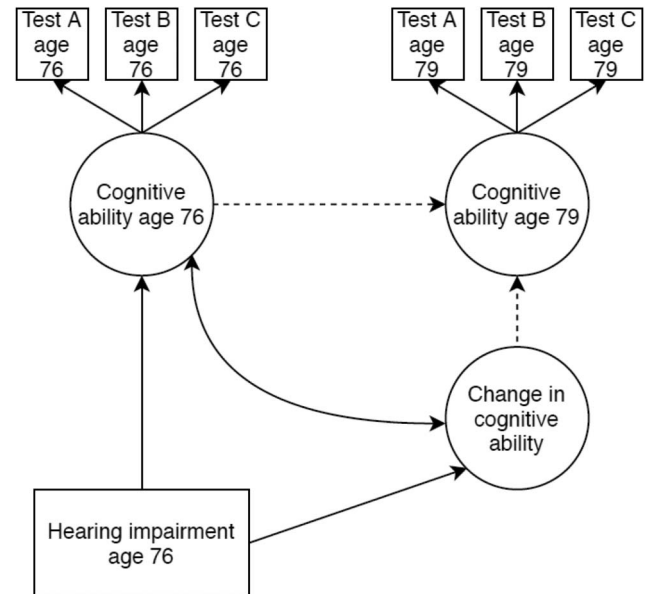 Test A
age
76
Test B
age
76
Test C
age
76
Test A
age
79
Test B
age
79
Test C
age
79
Cognitive
ability age 76
Cognitive
ability age 79
Change in
cognitive
ability
Hearing impairment
age 76